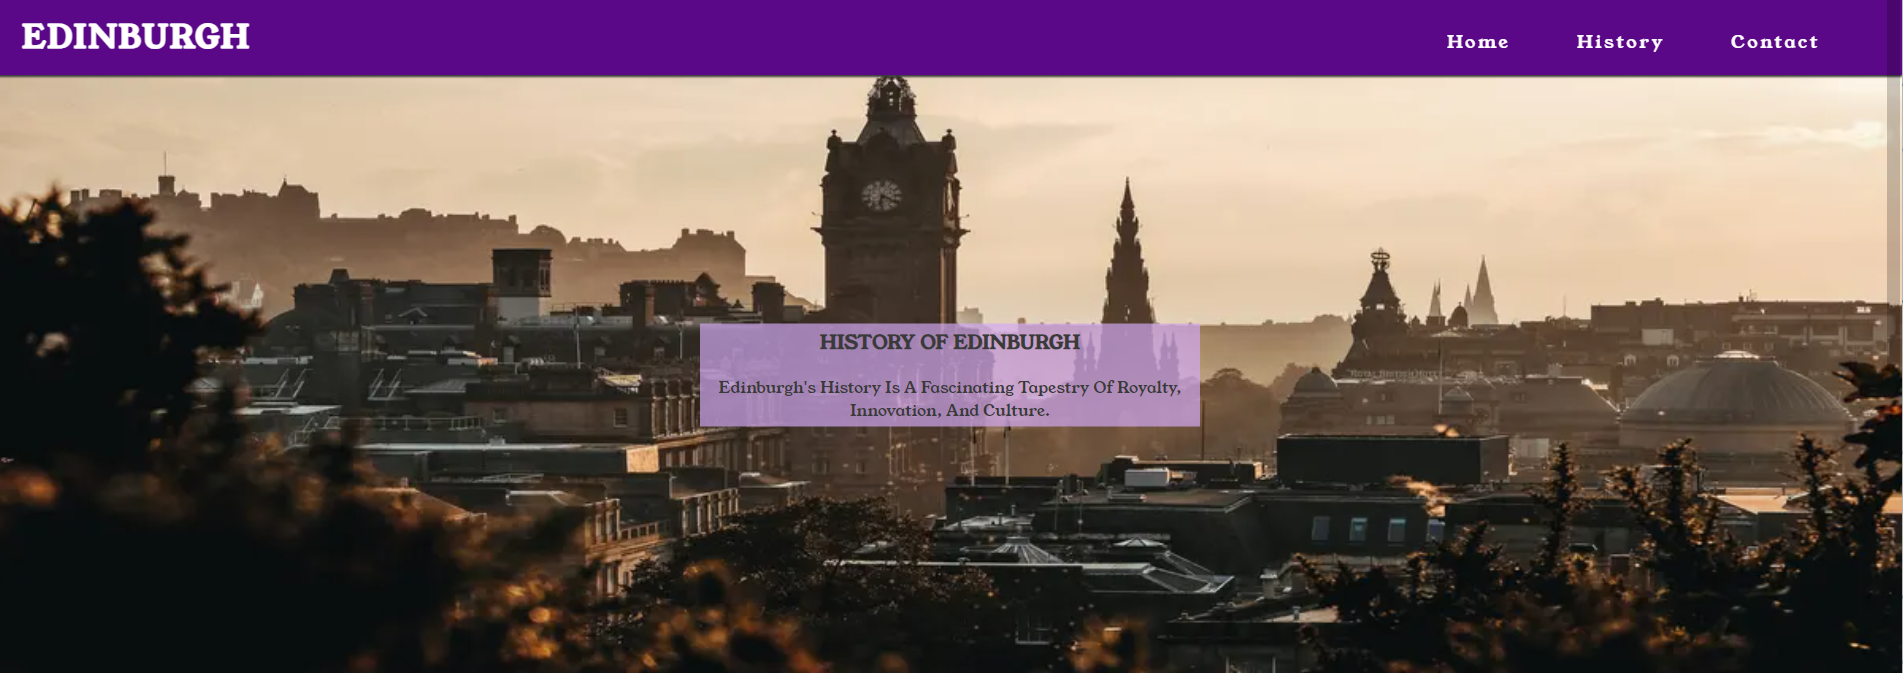 EDINBURGH
Home History Contact
HISTORY OF EDINBURGH
Edinburgh's History Is A Fascinating Tapestry Of Royalty,
Innovation, And Culture.